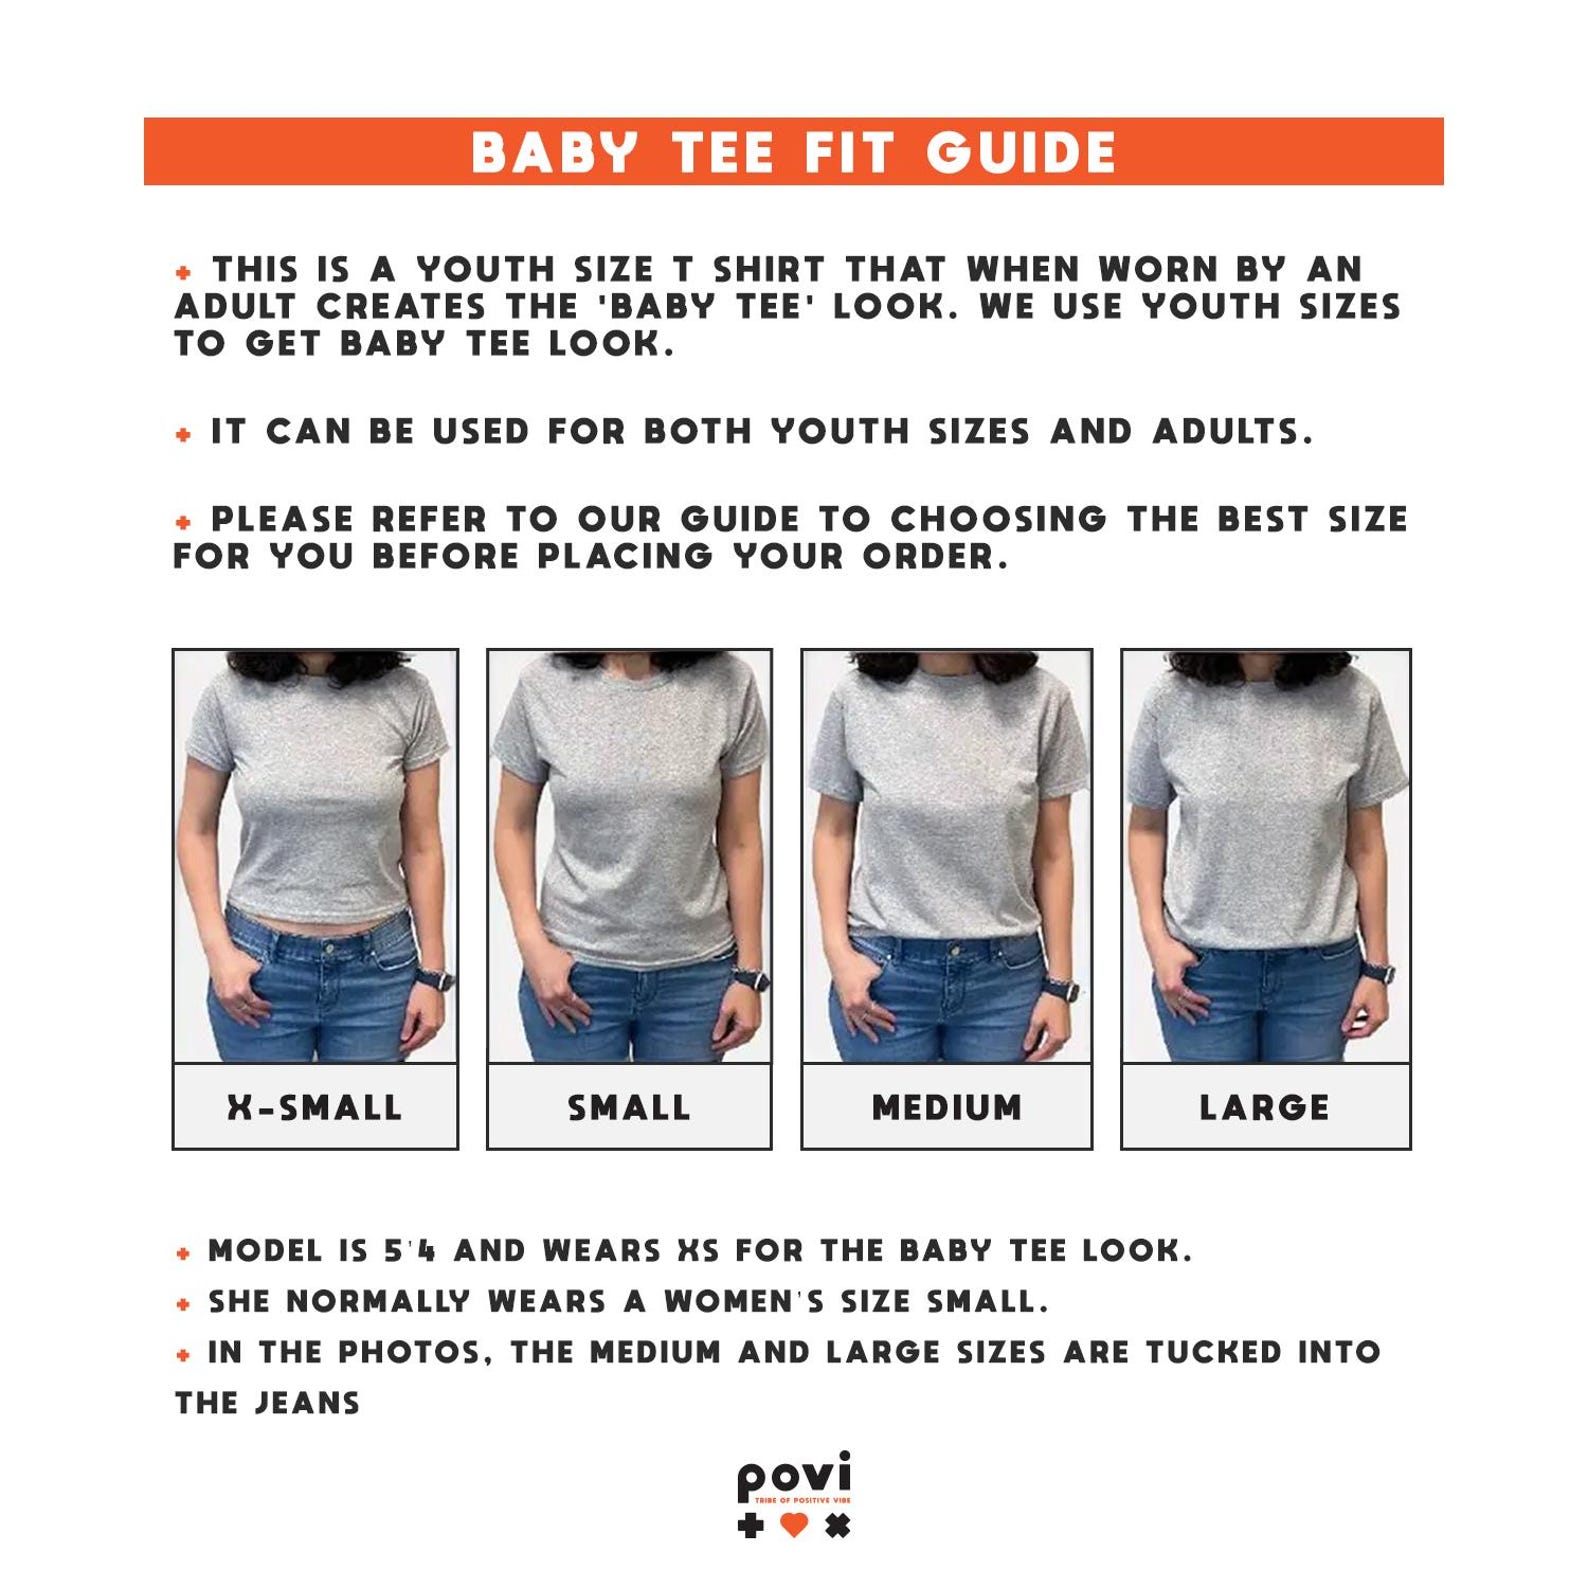 BABY TEE FIT GUIDE
+ THIS IS A YOUTH SIZE T SHIRT THAT WHEN WORN BY AN
ADULT CREATES THE 'BABY TEE' LOOK. WE USE YOUTH SIZES
TO GET BABY TEE LOOK.
+ IT CAN BE USED FOR BOTH YOUTH SIZES AND ADULTS.
+ PLEASE REFER TO OUR GUIDE TO CHOOSING THE BEST SIZE
FOR YOU BEFORE PLACING YOUR ORDER.
X-SMALL
SMALL
MEDIUM
LARGE
+ MODEL IS 5'4 AND WEARS XS FOR THE BABY TEE LOOK.
+ SHE NORMALLY WEARS A WOMEN'S SIZE SMALL.
+ IN THE PHOTOS, THE MEDIUM AND LARGE SIZES ARE TUCKED INTO
THE JEANS
povi
TRIBE OF POSITIVE VIBE